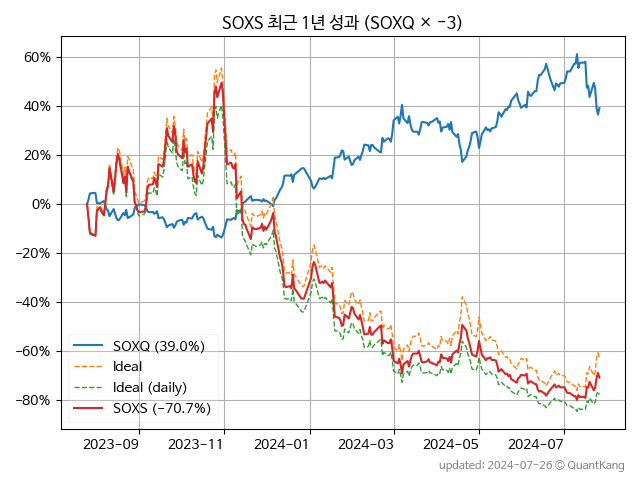 SOXS 최근 1년 성과 (SOXQ × −3)
60%
40%
20%
0%
−20%
−40%
−60%
−80%
SOXQ (39.0%)
Ideal
Ideal (daily)
SOXS (−70.7%)
2023-09
2023-11
2024-01
2024-03
2024-05
2024-07
updated: 2024-07-26 © QuantKang